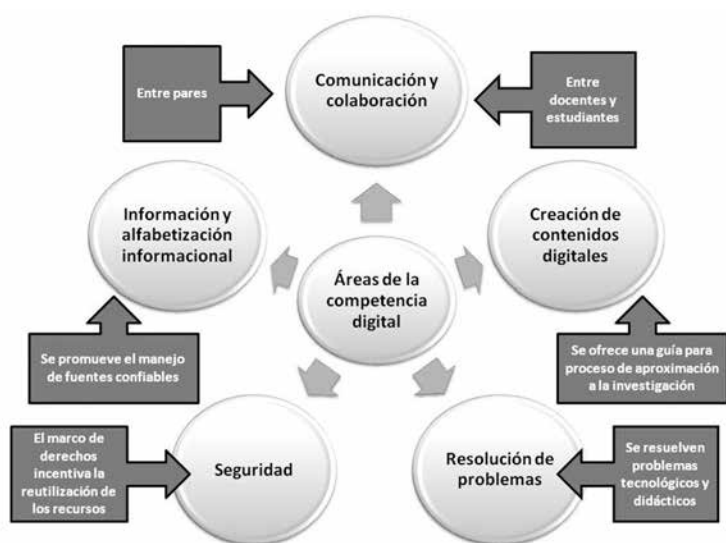 Comunicación y
colaboración
Entre pares
Entre
docentes y
estudiantes
Información y
alfabetización
informacional
Creación de
contenidos
digitales
Áreas de la
competencia
digital
Se promueve el manejo
de fuentes confiables
Se ofrece una guía para
proceso de aproximación
a la investigación
El marco de
derechos
incentiva la
reutilización de
los recursos
Seguridad
Resolución de
problemas
Se resuelven
problemas
tecnológicos y
didácticos